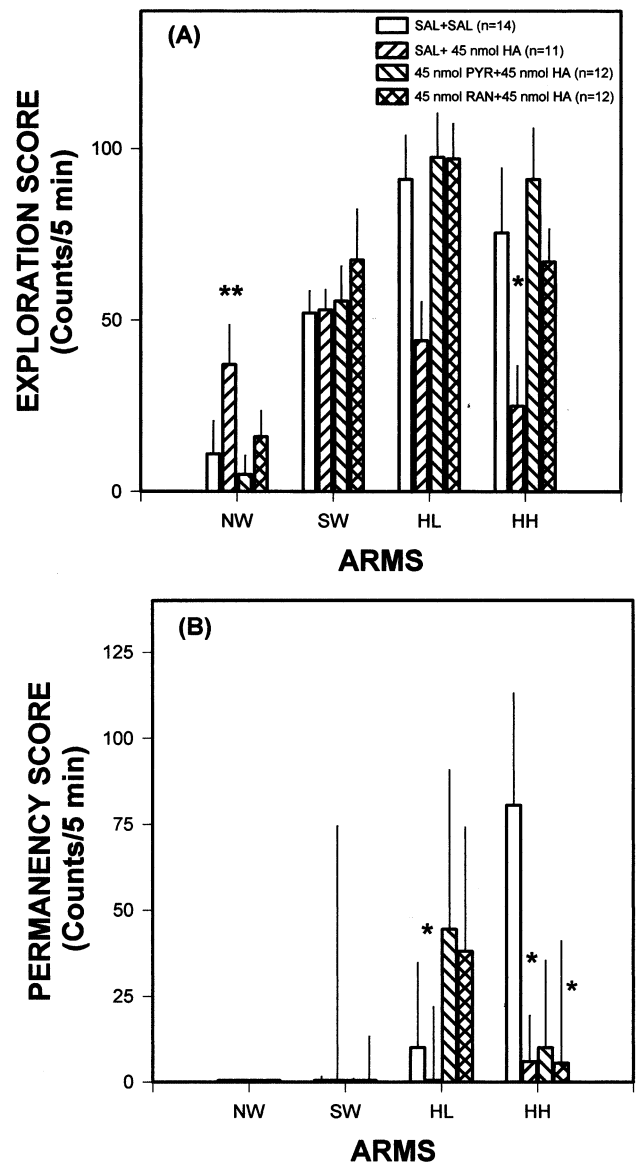 (A)
SAL+SAL (n=14)
SAL+ 45 nmol HA (n=11)
45 nmol PYR+45 nmol HA (n=12)
45 nmol RAN+45 nmol HA (n=12)
EXPLORATION SCORE
(Counts/5 min)
100
50
0
**
*
NW SW HL HH
ARMS
(B)
PERMANENCY SCORE
(Counts/5 min)
125
100
75
50
25
0
*
*
*
NW SW HL HH
ARMS